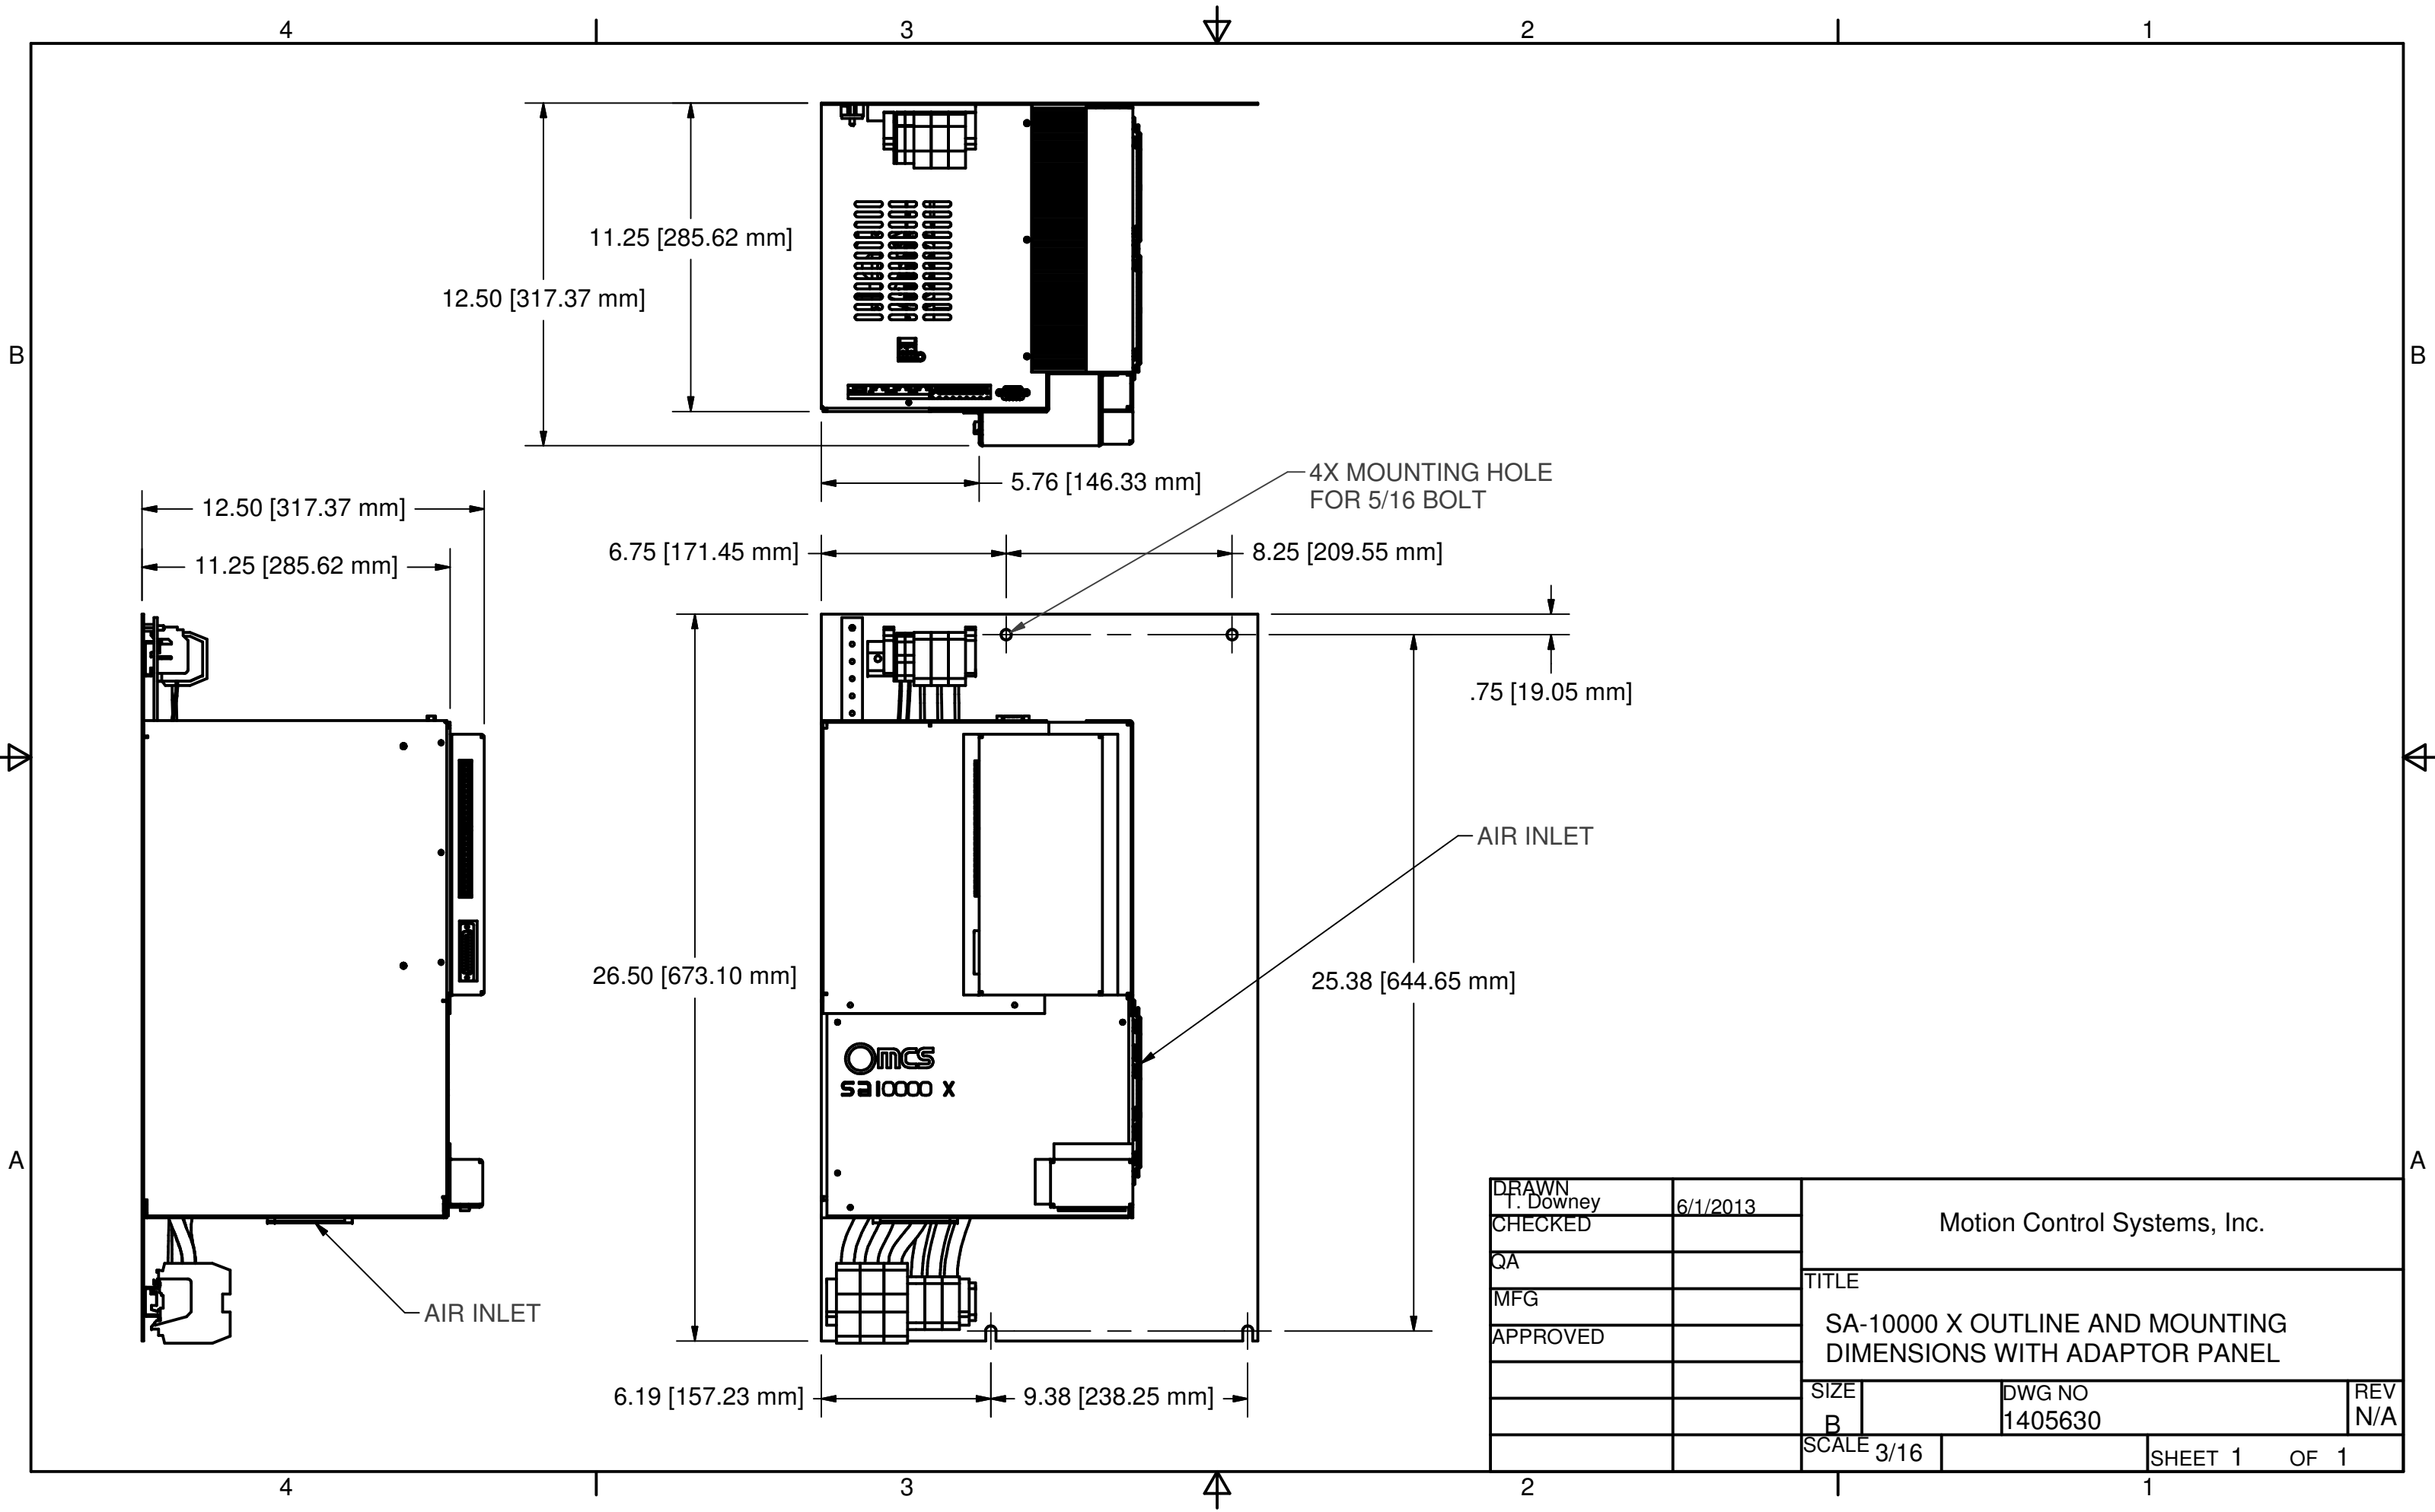 4 3 2 1
11.25 [285.62 mm]
12.50 [317.37 mm]
B B
5.76 [146.33 mm]
4X MOUNTING HOLE
FOR 5/16 BOLT
12.50 [317.37 mm]
11.25 [285.62 mm]
6.75 [171.45 mm]
8.25 [209.55 mm]
.75 [19.05 mm]
AIR INLET
26.50 [673.10 mm]
25.38 [644.65 mm]
mcs
sa10000 x
A A
AIR INLET
6.19 [157.23 mm]
9.38 [238.25 mm]
DRAWN
T. Downey 6/1/2013
CHECKED
QA
MFG
APPROVED
Motion Control Systems, Inc.
TITLE
SA-10000 X OUTLINE AND MOUNTING
DIMENSIONS WITH ADAPTOR PANEL
SIZE
B
DWG NO
1405630
REV
N/A
SCALE 3/16
SHEET 1 OF 1
4 3 2 1